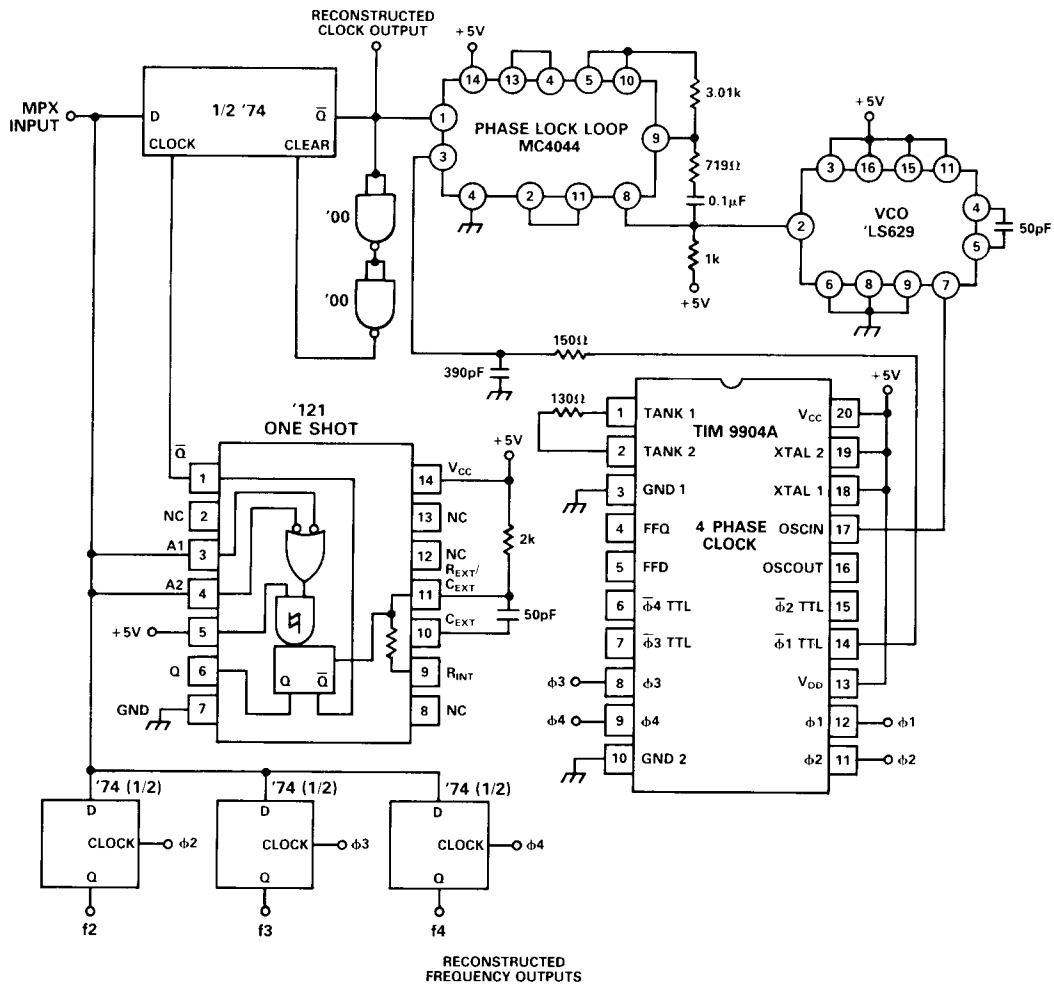 RECONSTRUCTED
CLOCK OUTPUT
+5V
14
13
4
5
10
3.01k
MPX
INPUT
D
1/2 '74
Q̅
CLOCK
CLEAR
1
3
PHASE LOCK LOOP
MC4044
9
719Ω
0.1μF
4
2
11
8
1k
+5V
'00
'00
+5V
3
16
15
11
2
VCO
'LS629
4
5
50pF
6
8
9
7
150Ω
390pF
'121
ONE SHOT
Q̅
1
NC
2
A1
3
A2
4
+5V
5
Q
6
GND
7
Q
Q̅
+5V
VCC
14
13
NC
12
NC
REXT/
CEXT
11
CEXT
10
9
RINT
8
NC
2k
50pF
130Ω
+5V
TIM 9904A
4 PHASE
CLOCK
1
TANK 1
2
TANK 2
3
GND 1
4
FFQ
5
FFD
6
ϕ̅4 TTL
7
ϕ̅3 TTL
ϕ3
8
ϕ3
ϕ4
9
ϕ4
10
GND 2
VCC
20
XTAL 2
19
XTAL 1
18
OSCIN
17
OSCOUT
16
ϕ̅2 TTL
15
ϕ̅1 TTL
14
VDD
13
ϕ1
12
ϕ1
ϕ2
11
ϕ2
'74 (1/2)
D
CLOCK
ϕ2
Q
f2
'74 (1/2)
D
CLOCK
ϕ3
Q
f3
'74 (1/2)
D
CLOCK
ϕ4
Q
f4
RECONSTRUCTED
FREQUENCY OUTPUTS